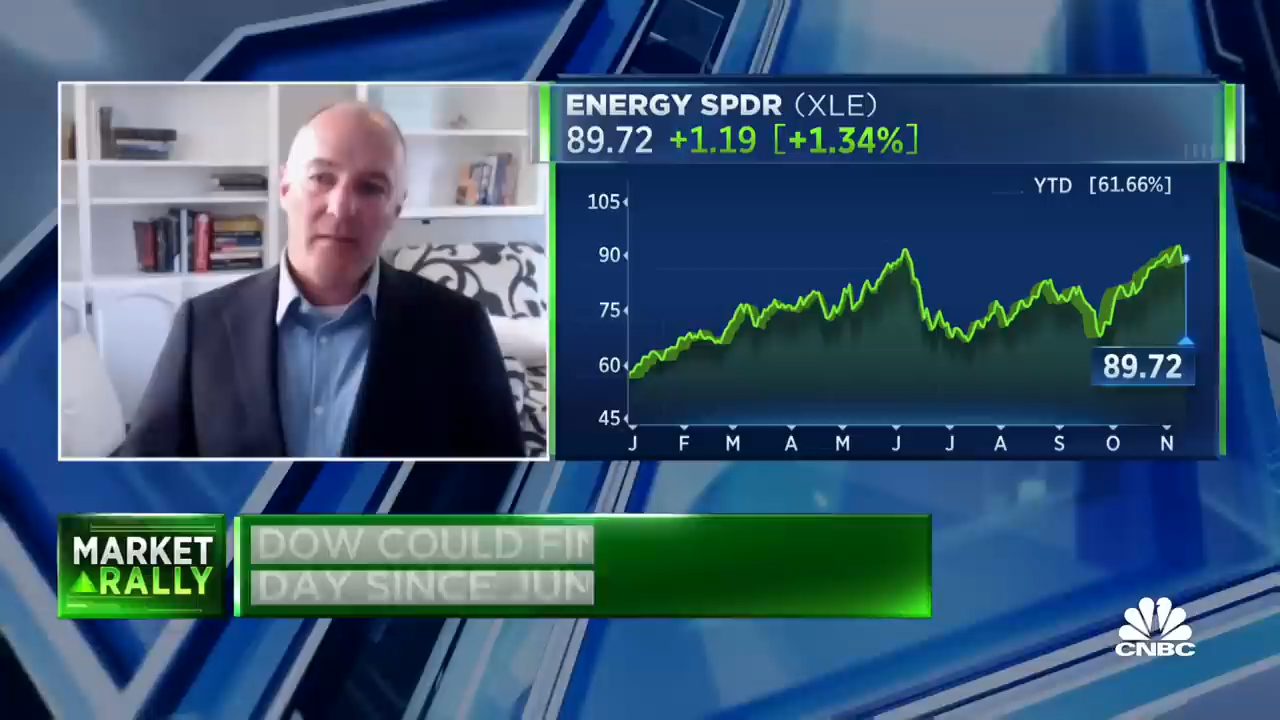 ENERGY SPDR (XLE)
89.72 +1.19 [+1.34%]
YTD [61.66%]
105
90
75
60
45
89.72
J F M A M J J A S O N
MARKET
RALLY
DOW COULD FIN
DAY SINCE JUN
CNBC